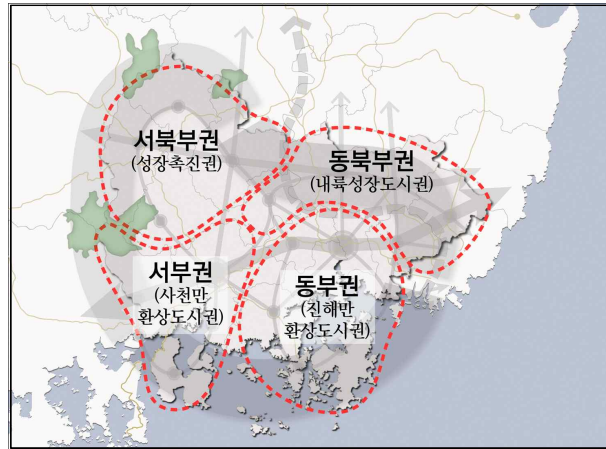 서북부권
(성장촉진권)
동북부권
(내륙성장도시권)
서부권
(사천만
환상도시권)
동부권
(진해만
환상도시권)